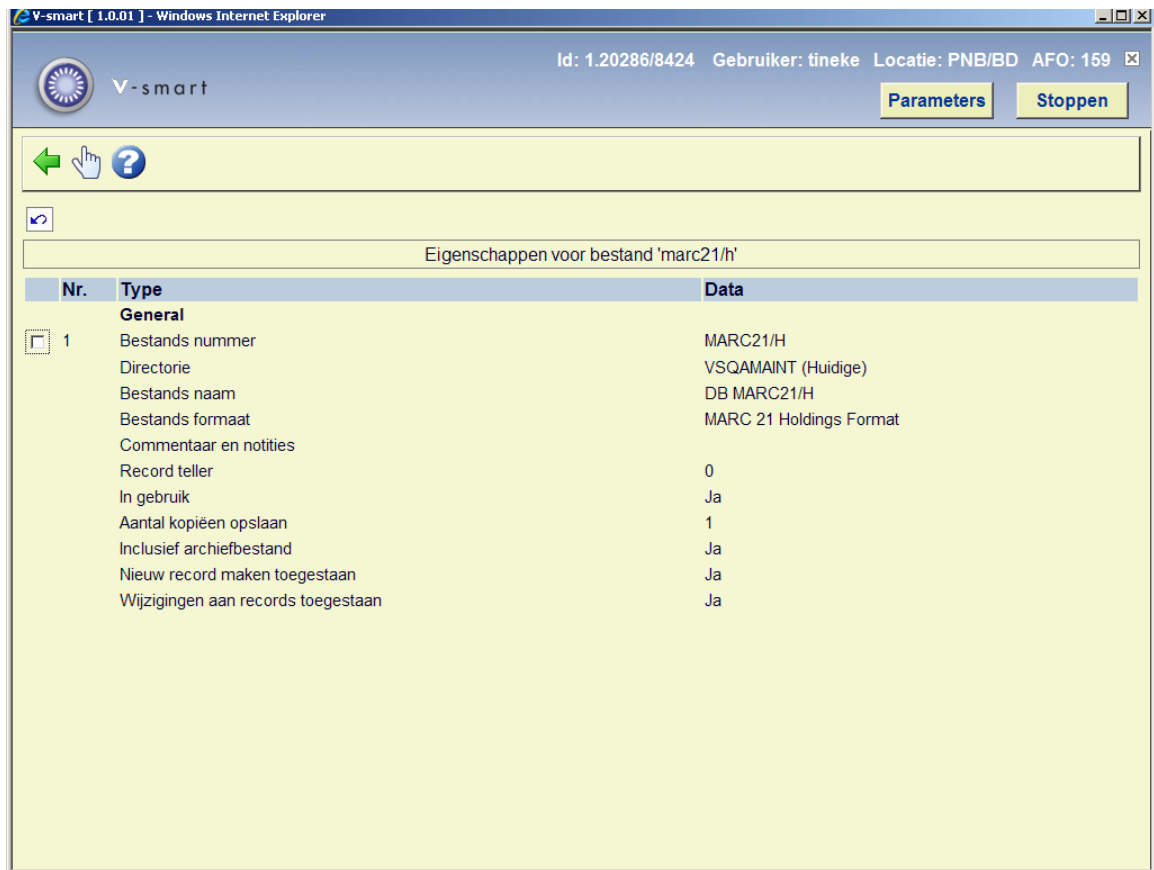 V-smart [ 1.0.01 ] - Windows Internet Explorer
Id: 1.20286/8424 Gebruiker: tineke Locatie: PNB/BD AFO: 159
V-smart
Parameters Stoppen
Eigenschappen voor bestand 'marc21/h'
Nr. Type Data
General
1 Bestands nummer MARC21/H
Directorie VSQAMAINT (Huidige)
Bestands naam DB MARC21/H
Bestands formaat MARC 21 Holdings Format
Commentaar en notities
Record teller 0
In gebruik Ja
Aantal kopiëen opslaan 1
Inclusief archiefbestand Ja
Nieuw record maken toegestaan Ja
Wijzigingen aan records toegestaan Ja